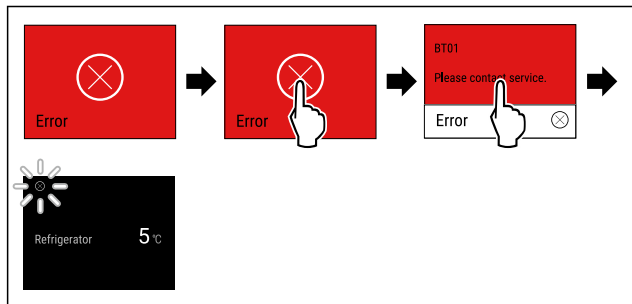 Error
Error
BT01
Please contact service.
Error
Refrigerator 5 °C